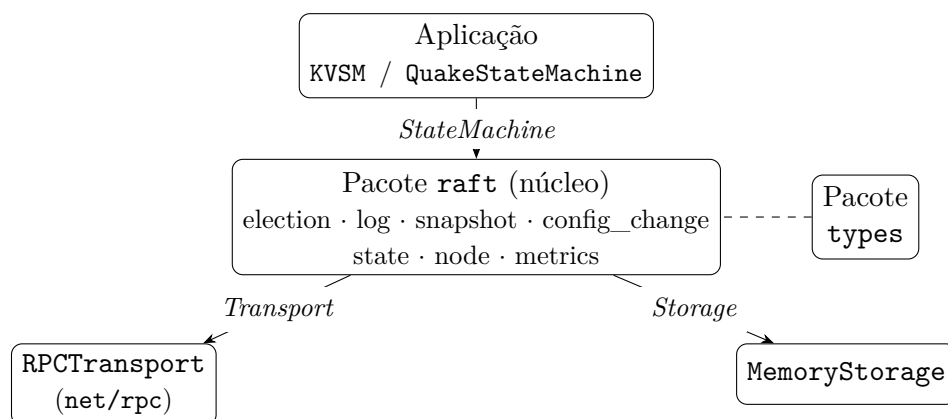 Aplicação
KVSM / QuakeStateMachine
StateMachine
Pacote raft (núcleo)
election · log · snapshot · config_change
state · node · metrics
Pacote
types
Transport
Storage
RPCTransport
(net/rpc)
MemoryStorage